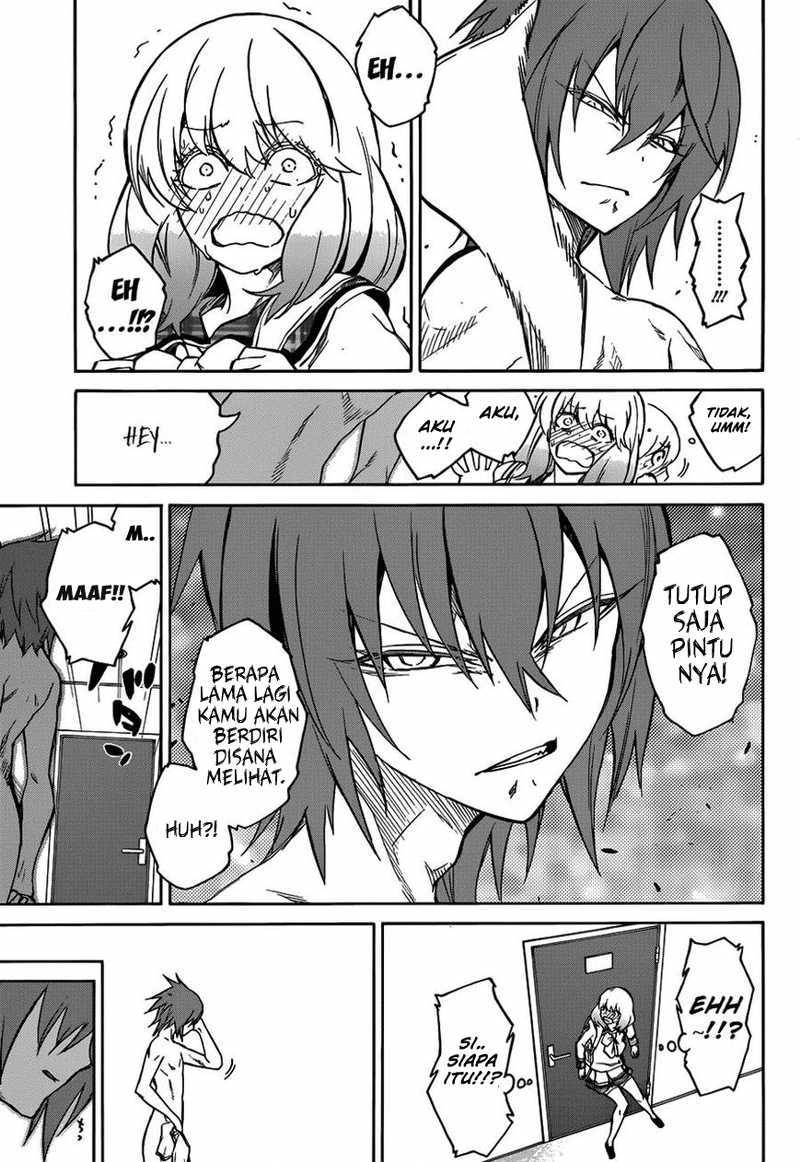 ........!!!
EH...
EH
....!!!?
TIDAK,
UMM!
AKU,
AKU
...!!
HEY...
TUTUP
SAJA
PINTU
NYA!
BERAPA
LAMA LAGI
KAMU AKAN
BERDIRI
DISANA
MELIHAT.
HUH?!
M..
MAAF!!
EHH
~!!?
SI..
SIAPA
ITU!!?